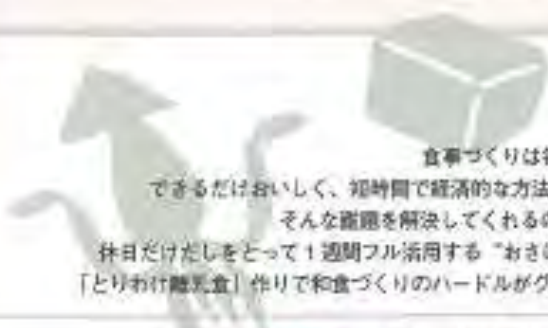 食事づくりは
できるだけおいしく、短時間で経済的な方法
そんな難題を解決してくれるの
休日だけだしをとって1週間フル活用する “おさ
「とりわけ離乳食」作りで和食づくりのハードルがグ